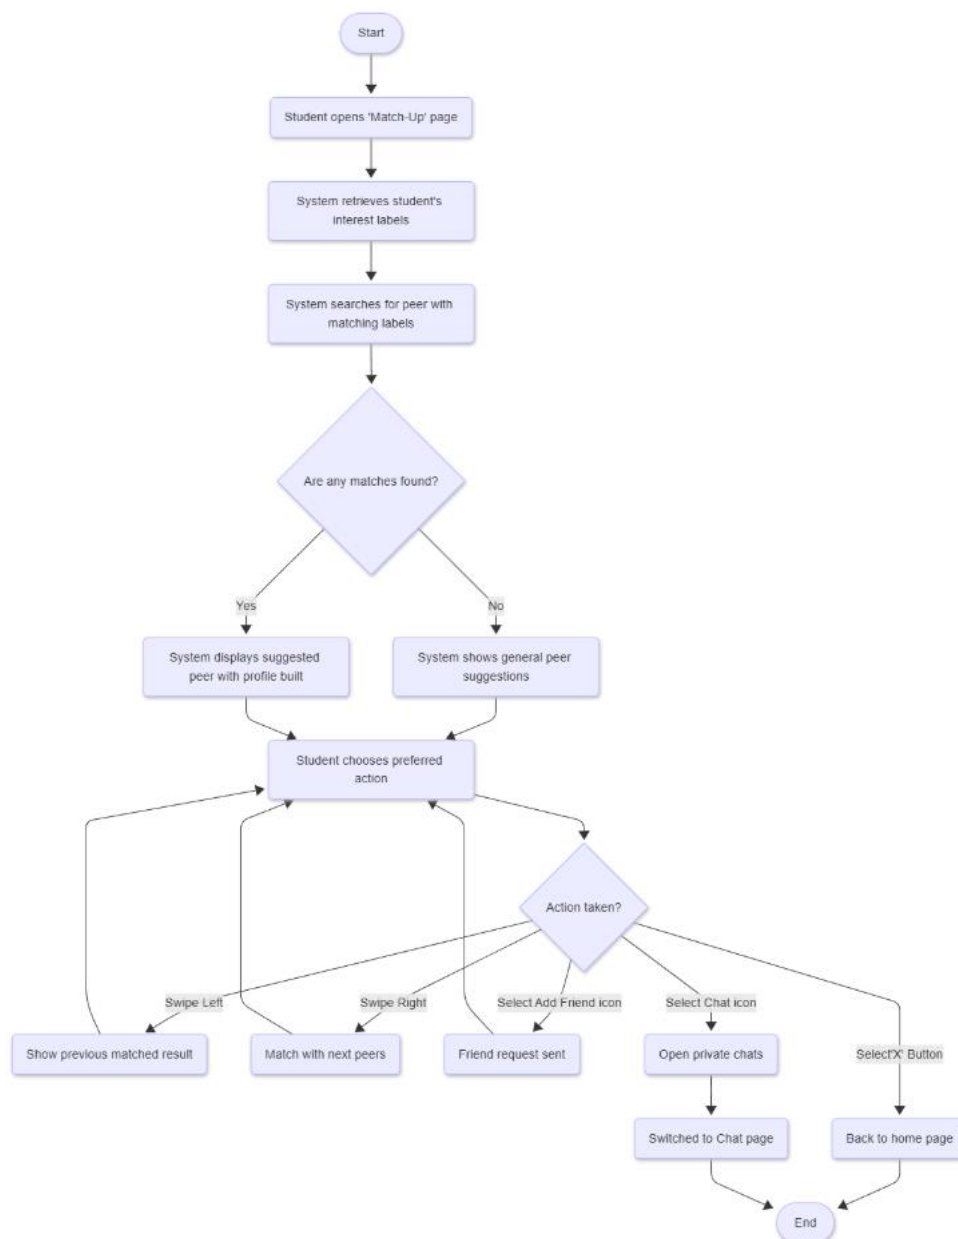 Start
Student opens 'Match-Up' page
System retrieves student's
interest labels
System searches for peer with
matching labels
Are any matches found?
Yes
No
System displays suggested
peer with profile built
System shows general peer
suggestions
Student chooses preferred
action
Action taken?
Swipe Left
Swipe Right
Select Add Friend icon
Select Chat icon
Show previous matched result
Match with next peers
Friend request sent
Open private chats
Select'X' Button
Switched to Chat page
Back to home page
End